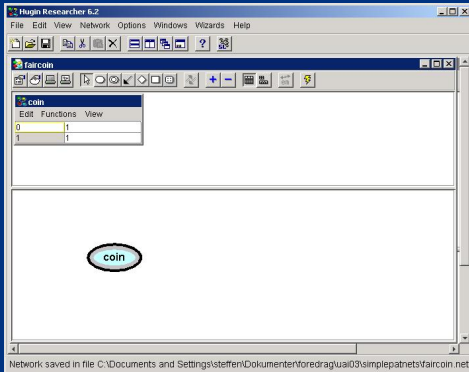 Hugin Researcher 6.2
File Edit View Network Options Windows Wizards Help
faircoin
coin
Edit Functions View
0 1
1 1
coin
Network saved in file C:\Documents and Settings\steffen\Dokumenter\foredrag\uai03\simplepatnets\faircoin.net